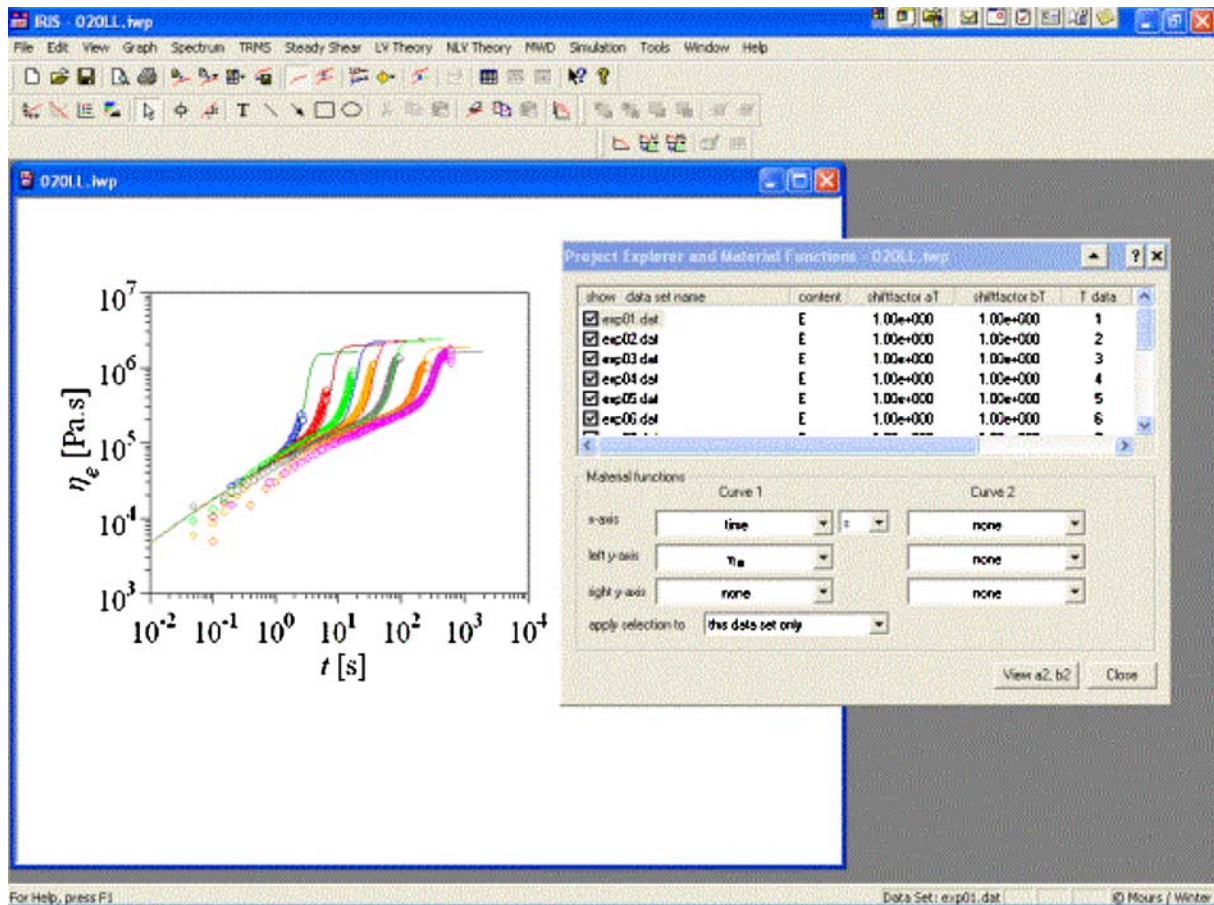 IRIS - 020LL.iwp
File Edit View Graph Spectrum TRMS Steady Shear LV Theory NLV Theory MWD Simulation Tools Window Help
020LL.iwp
10^7
10^6
10^5
10^4
10^3
η_e [Pa.s]
10^-2 10^-1 10^0 10^1 10^2 10^3 10^4
t [s]
Project Explorer and Material Functions - 020LL.iwp
show data set name content shiftfactor aT shiftfactor bT T data
exp01.dat E 1.00e+000 1.00e+000 1
exp02.dat E 1.00e+000 1.00e+000 2
exp03.dat E 1.00e+000 1.00e+000 3
exp04.dat E 1.00e+000 1.00e+000 4
exp05.dat E 1.00e+000 1.00e+000 5
exp06.dat E 1.00e+000 1.00e+000 6
Material functions
Curve 1 Curve 2
x-axis time s none
left y-axis ηe none
right y-axis none none
apply selection to this data set only
View a2, b2 Close
For Help, press F1 Data Set: exp01.dat © Mours / Winter